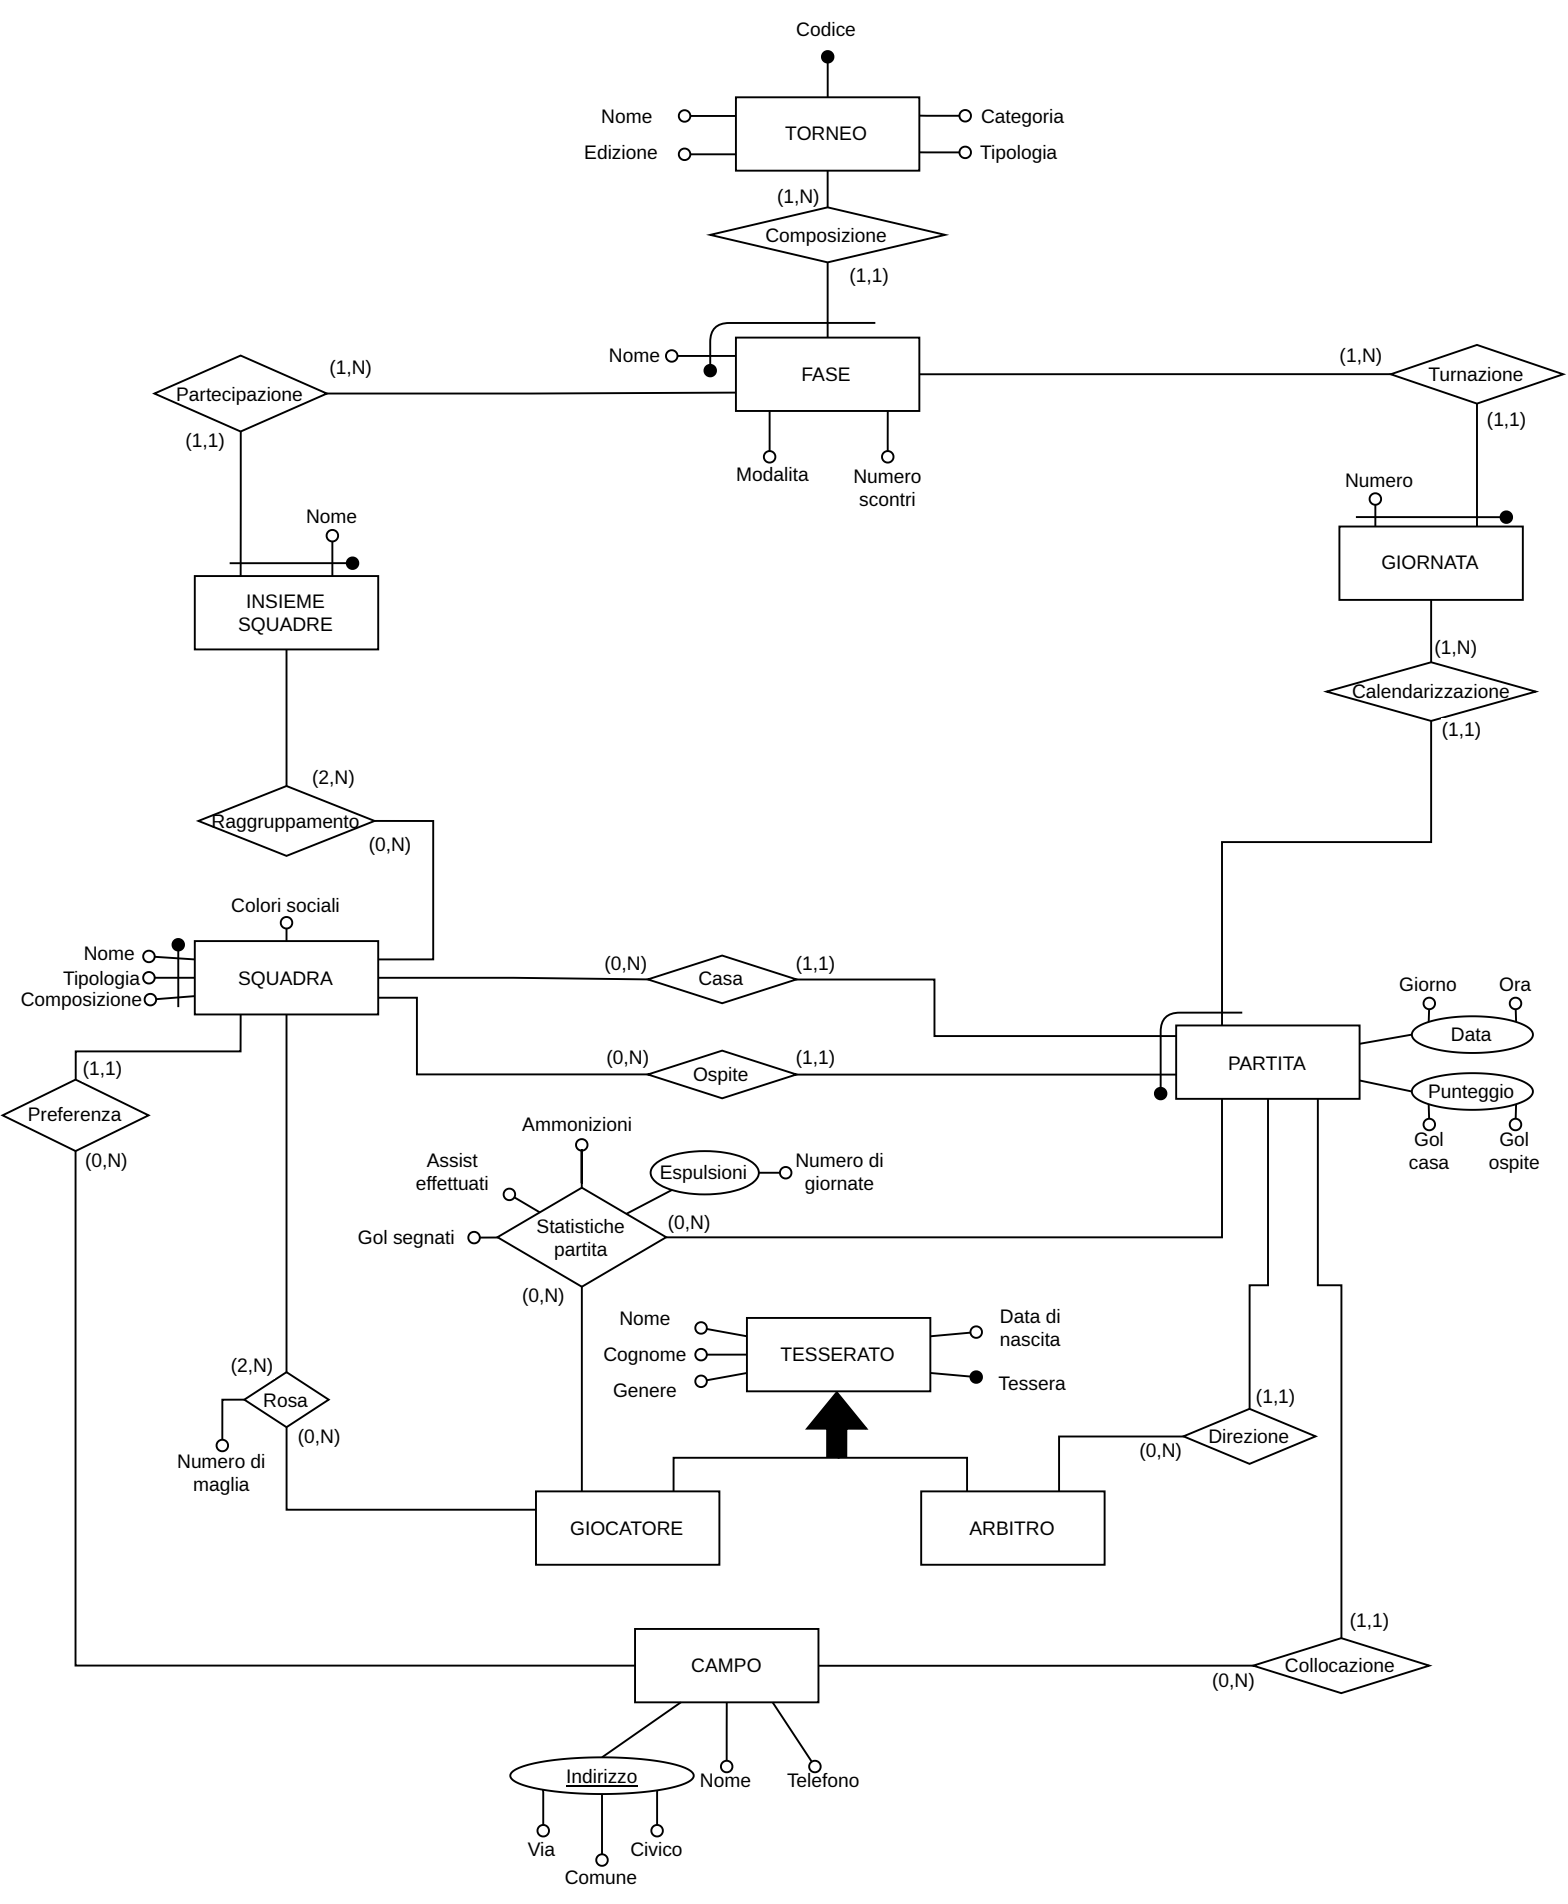 Codice
Nome
Categoria
TORNEO
Edizione
Tipologia
(1,N)
Composizione
(1,1)
Nome
FASE
(1,N)
Partecipazione
(1,1)
(1,N)
Turnazione
(1,1)
Modalita
Numero
scontri
Numero
Nome
GIORNATA
INSIEME
SQUADRE
(1,N)
Calendarizzazione
(1,1)
(2,N)
Raggruppamento
(0,N)
Colori sociali
Nome
Tipologia
Composizione
SQUADRA
(0,N)
Casa
(1,1)
Giorno
Ora
Data
(0,N)
Ospite
(1,1)
PARTITA
Punteggio
Gol
casa
Gol
ospite
(1,1)
Preferenza
(0,N)
Ammonizioni
Assist
effettuati
Espulsioni
Numero di
giornate
Gol segnati
Statistiche
partita
(0,N)
(0,N)
Nome
Cognome
Genere
TESSERATO
Data di
nascita
Tessera
(2,N)
Rosa
(0,N)
Numero di
maglia
(1,1)
Direzione
(0,N)
GIOCATORE
ARBITRO
(1,1)
CAMPO
Collocazione
(0,N)
Indirizzo
Nome
Telefono
Via
Civico
Comune